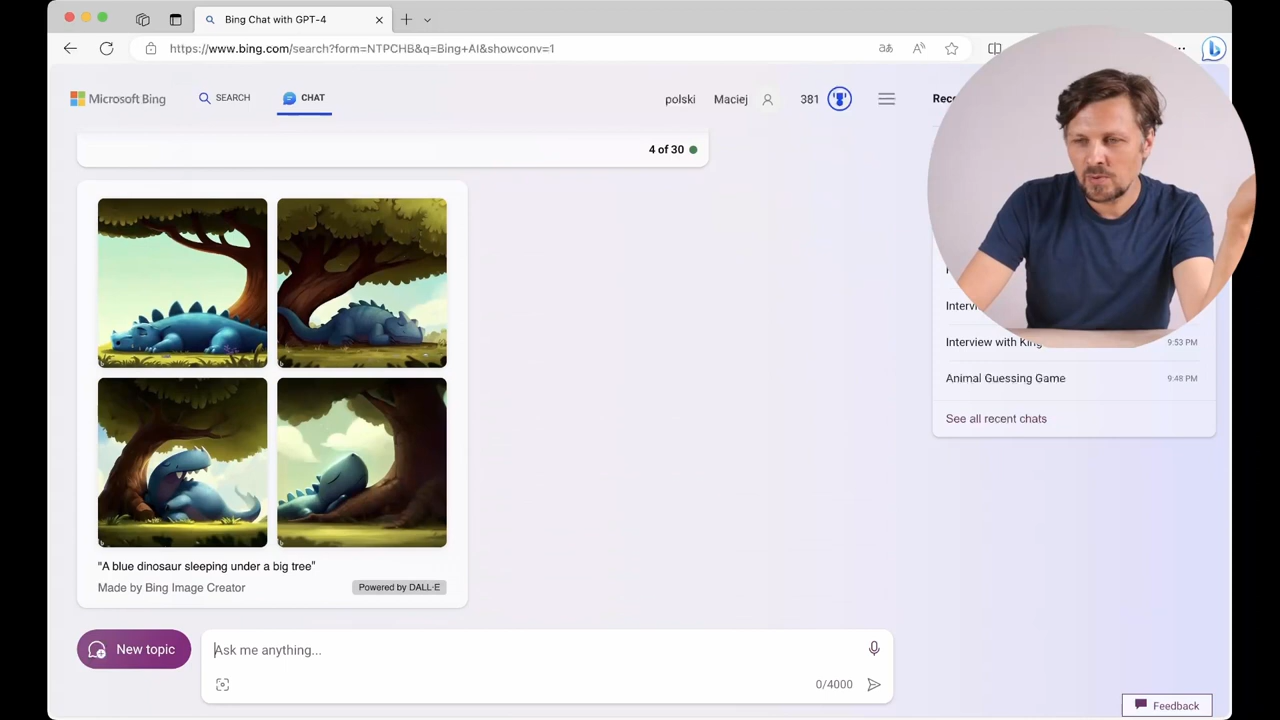 Bing Chat with GPT-4
https://www.bing.com/search?form=NTPCHB&q=Bing+AI&showconv=1
Microsoft Bing
SEARCH
CHAT
polski
Maciej
381
4 of 30
"A blue dinosaur sleeping under a big tree"
Made by Bing Image Creator
Powered by DALL·E
New topic
Ask me anything...
0/4000
Interview with King
9:53 PM
Animal Guessing Game
9:48 PM
See all recent chats
Feedback